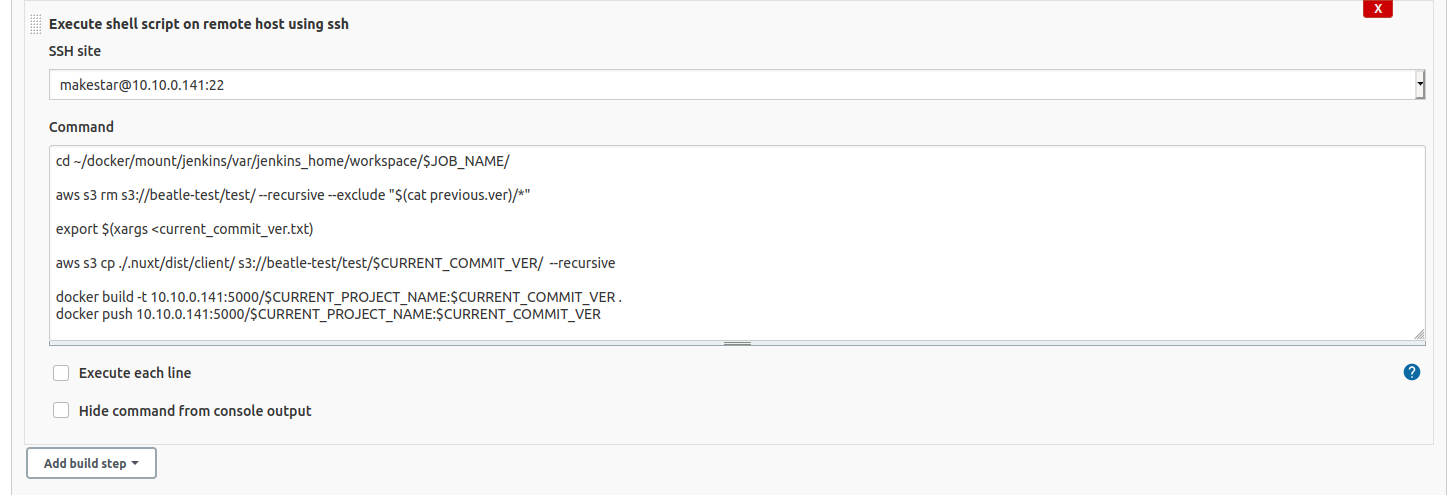 Execute shell script on remote host using ssh
X
SSH site
makestar@10.10.0.141:22
Command
cd ~/docker/mount/jenkins/var/jenkins_home/workspace/$JOB_NAME/
aws s3 rm s3://beatle-test/test/ --recursive --exclude "$(cat previous.ver)/*"
export $(xargs <current_commit_ver.txt)
aws s3 cp ./.nuxt/dist/client/ s3://beatle-test/test/$CURRENT_COMMIT_VER/  --recursive
docker build -t 10.10.0.141:5000/$CURRENT_PROJECT_NAME:$CURRENT_COMMIT_VER .
docker push 10.10.0.141:5000/$CURRENT_PROJECT_NAME:$CURRENT_COMMIT_VER
Execute each line
?
Hide command from console output
Add build step